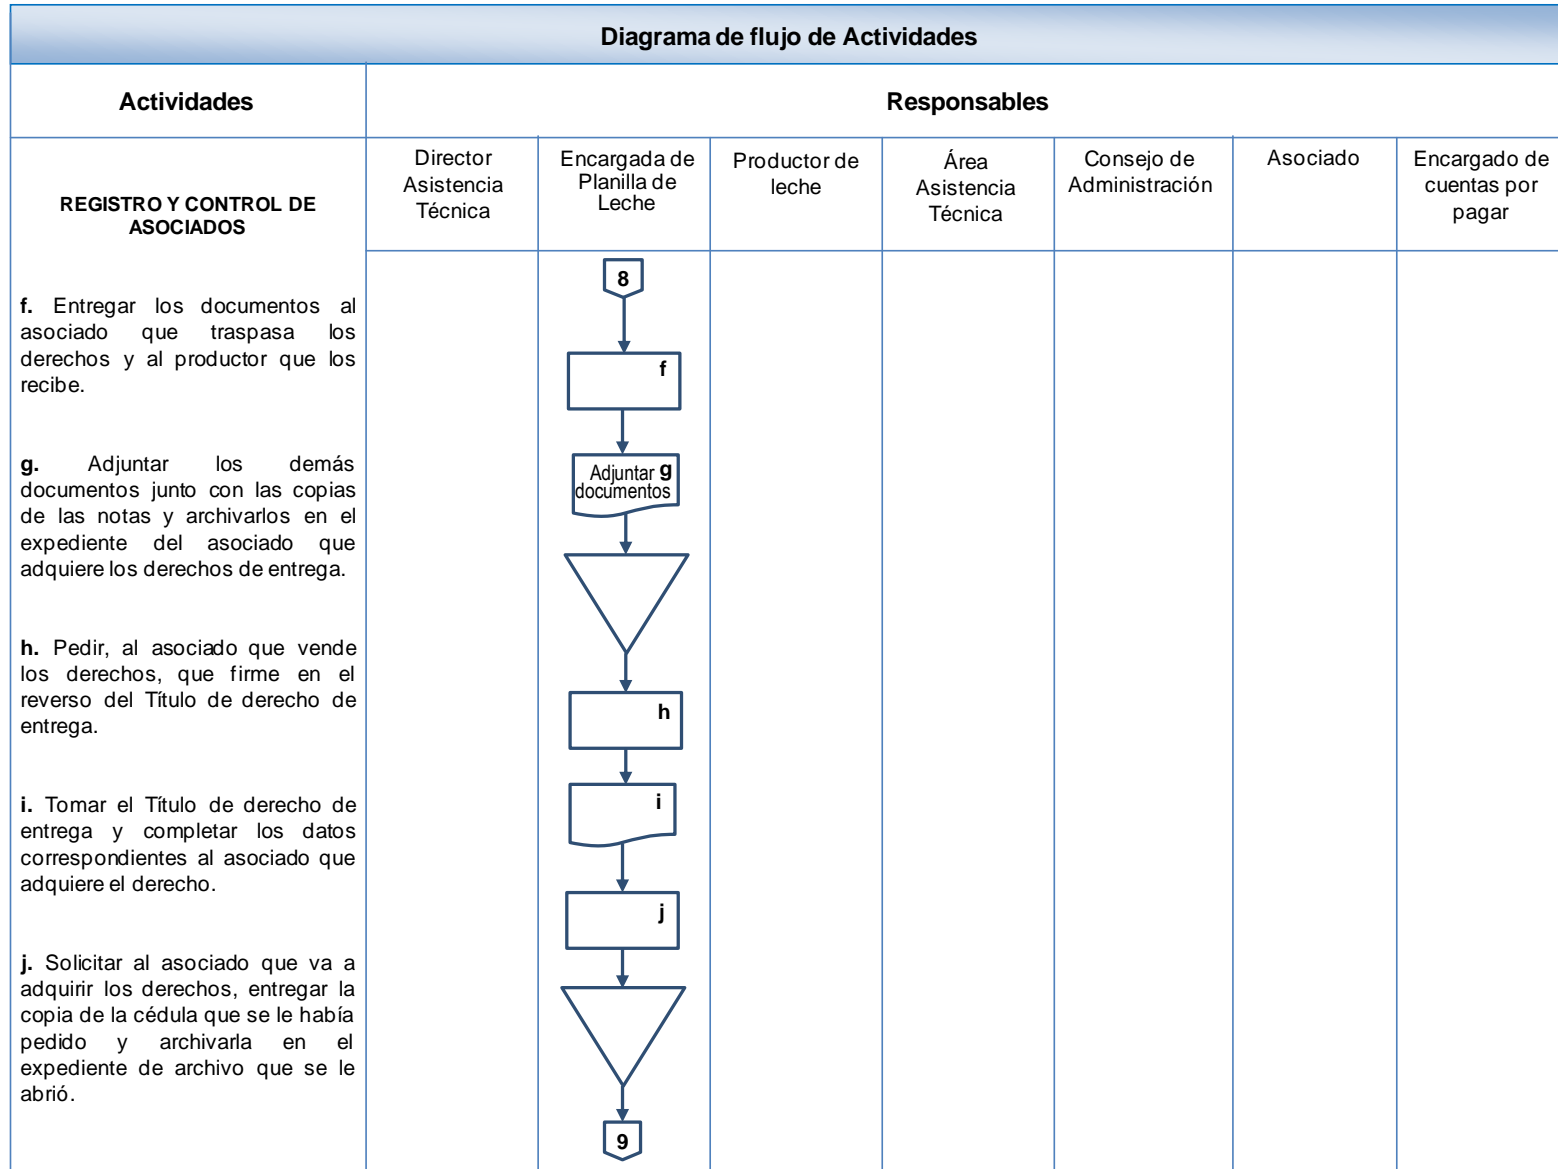 Diagrama de flujo de Actividades
Actividades
Responsables
REGISTRO Y CONTROL DE
ASOCIADOS
Director
Asistencia
Técnica
Encargada de
Planilla de
Leche
Productor de
leche
Área
Asistencia
Técnica
Consejo de
Administración
Asociado
Encargado de
cuentas por
pagar
f. Entregar los documentos al
asociado que traspasa los
derechos y al productor que los
recibe.
g. Adjuntar los demás
documentos junto con las copias
de las notas y archivarlos en el
expediente del asociado que
adquiere los derechos de entrega.
h. Pedir, al asociado que vende
los derechos, que firme en el
reverso del Título de derecho de
entrega.
i. Tomar el Título de derecho de
entrega y completar los datos
correspondientes al asociado que
adquiere el derecho.
j. Solicitar al asociado que va a
adquirir los derechos, entregar la
copia de la cédula que se le había
pedido y archivarla en el
expediente de archivo que se le
abrió.
8
f
Adjuntar g
documentos
h
i
j
9